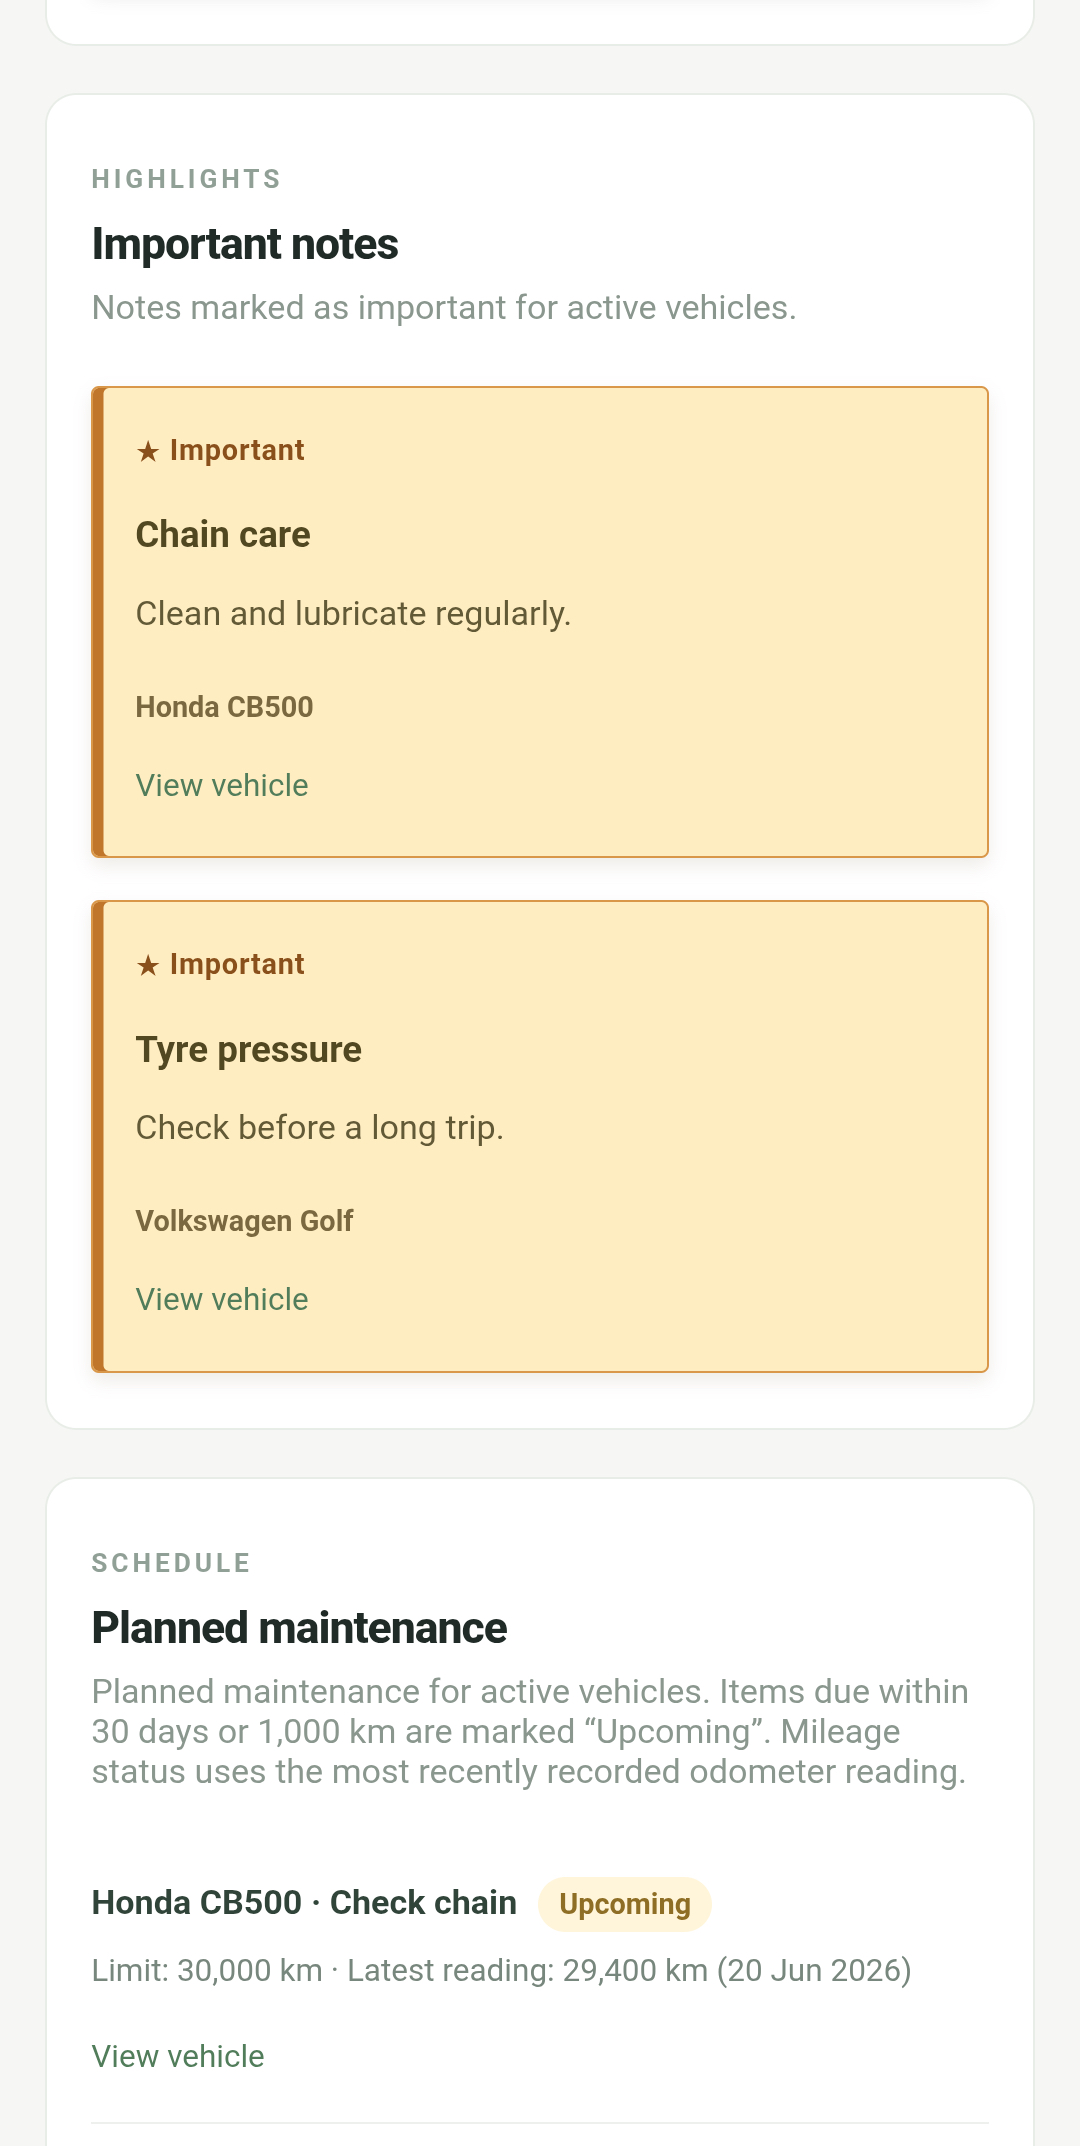 HIGHLIGHTS
Important notes
Notes marked as important for active vehicles.
★ Important
Chain care
Clean and lubricate regularly.
Honda CB500
View vehicle
★ Important
Tyre pressure
Check before a long trip.
Volkswagen Golf
View vehicle
SCHEDULE
Planned maintenance
Planned maintenance for active vehicles. Items due within
30 days or 1,000 km are marked “Upcoming”. Mileage
status uses the most recently recorded odometer reading.
Honda CB500 · Check chain Upcoming
Limit: 30,000 km · Latest reading: 29,400 km (20 Jun 2026)
View vehicle